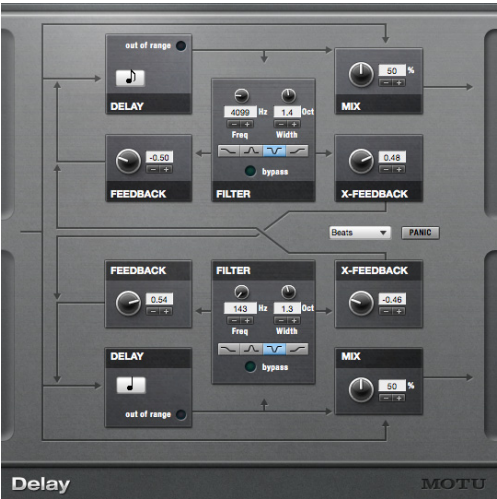 out of range
DELAY
50 %
MIX
4099 Hz 1.4 Oct
- + - +
Freq Width
bypass
FILTER
-0.50
- +
FEEDBACK
0.48
- +
X-FEEDBACK
- +
Beats PANIC
FEEDBACK
0.54
- +
FILTER
143 Hz 1.3 Oct
- + - +
Freq Width
bypass
X-FEEDBACK
-0.46
- +
DELAY
out of range
MIX
50 %
- +
Delay MOTU